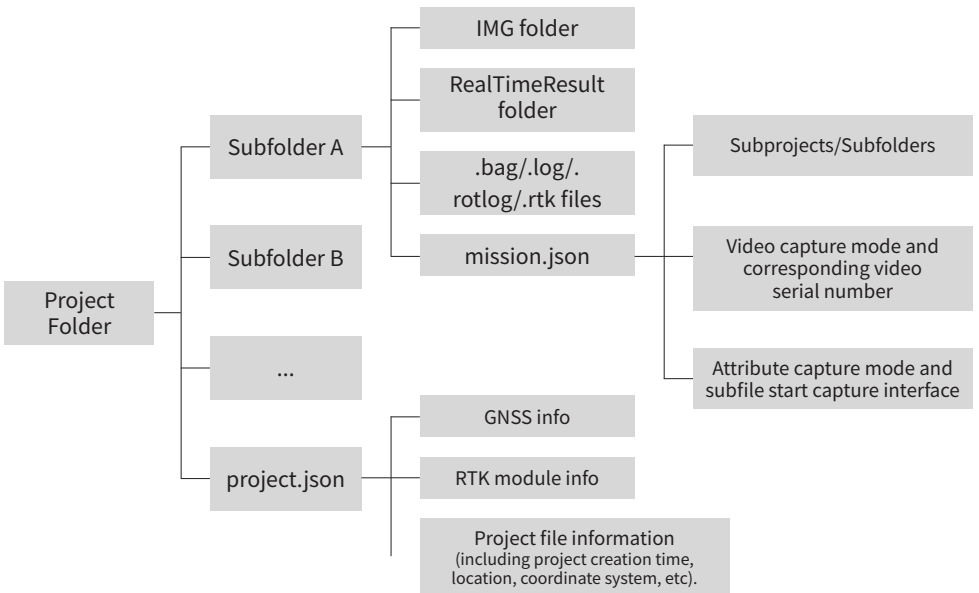 Project
Folder
Subfolder A
Subfolder B
...
project.json
IMG folder
RealTimeResult
folder
.bag/.log/.
rotlog/.rtk files
mission.json
Subprojects/Subfolders
Video capture mode and
corresponding video
serial number
Attribute capture mode and
subfile start capture interface
GNSS info
RTK module info
Project file information
(including project creation time,
location, coordinate system, etc).